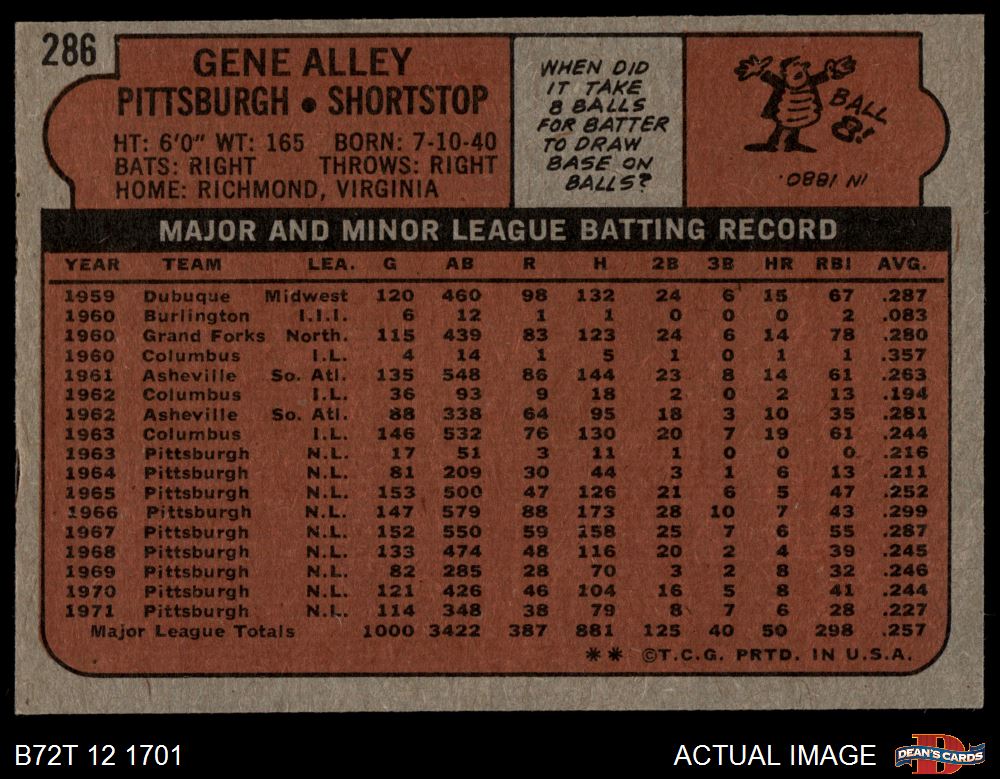 286
GENE ALLEY
PITTSBURGH • SHORTSTOP
HT: 6'0" WT: 165 BORN: 7-10-40
BATS: RIGHT THROWS: RIGHT
HOME: RICHMOND, VIRGINIA
WHEN DID
IT TAKE
8 BALLS
FOR BATTER
TO DRAW
BASE ON
BALLS?
BALL
8!
IN 1880.
MAJOR AND MINOR LEAGUE BATTING RECORD
YEAR TEAM LEA. G AB R H 2B 3B HR RBI AVG.
1959 Dubuque Midwest 120 460 98 132 24 6 15 67 .287
1960 Burlington I.I.I. 6 12 1 1 0 0 0 2 .083
1960 Grand Forks North. 115 439 83 123 24 6 14 78 .280
1960 Columbus I.L. 4 14 1 5 1 0 1 1 .357
1961 Asheville So. Atl. 135 548 86 144 23 8 14 61 .263
1962 Columbus I.L. 36 93 9 18 2 0 2 13 .194
1962 Asheville So. Atl. 88 338 64 95 18 3 10 35 .281
1963 Columbus I.L. 146 532 76 130 20 7 19 61 .244
1963 Pittsburgh N.L. 17 51 3 11 1 0 0 0 .216
1964 Pittsburgh N.L. 81 209 30 44 3 1 6 13 .211
1965 Pittsburgh N.L. 153 500 47 126 21 6 5 47 .252
1966 Pittsburgh N.L. 147 579 88 173 28 10 7 43 .299
1967 Pittsburgh N.L. 152 550 59 158 25 7 6 55 .287
1968 Pittsburgh N.L. 133 474 48 116 20 2 4 39 .245
1969 Pittsburgh N.L. 82 285 28 70 3 2 8 32 .246
1970 Pittsburgh N.L. 121 426 46 104 16 5 8 41 .244
1971 Pittsburgh N.L. 114 348 38 79 8 7 6 28 .227
Major League Totals 1000 3422 387 881 125 40 50 298 .257
** ©T.C.G. PRTD. IN U.S.A.
B72T 12 1701
ACTUAL IMAGE
DEAN'S CARDS